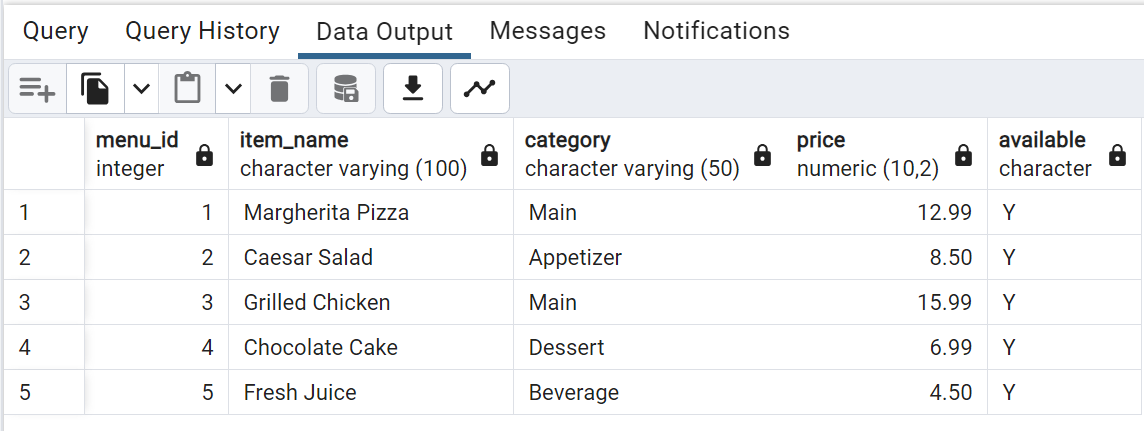 Query Query History Data Output Messages Notifications
menu_id item_name category price available
integer character varying (100) character varying (50) numeric (10,2) character
1 1 Margherita Pizza Main 12.99 Y
2 2 Caesar Salad Appetizer 8.50 Y
3 3 Grilled Chicken Main 15.99 Y
4 4 Chocolate Cake Dessert 6.99 Y
5 5 Fresh Juice Beverage 4.50 Y